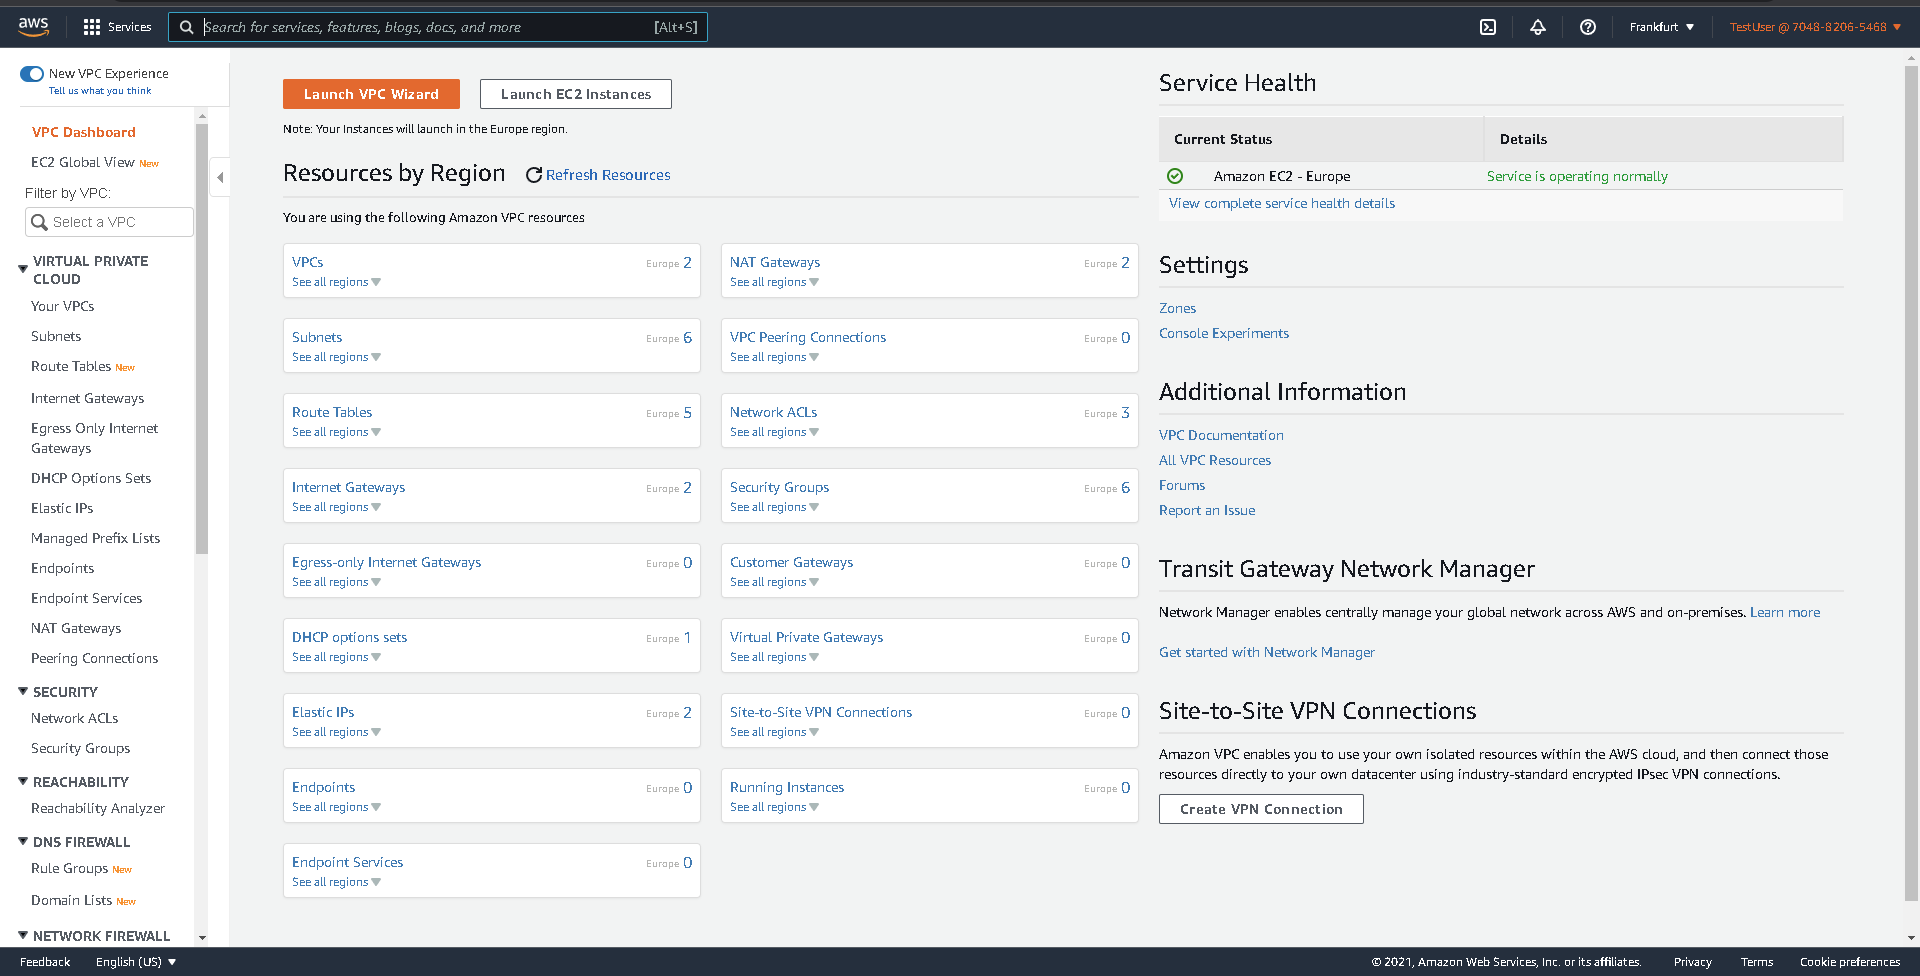 aws
Services
Search for services, features, blogs, docs, and more
[Alt+S]
Frankfurt
TestUser @ 7048-8206-5468
New VPC Experience
Tell us what you think
VPC Dashboard
EC2 Global View New
Filter by VPC:
Select a VPC
VIRTUAL PRIVATE
CLOUD
Your VPCs
Subnets
Route Tables New
Internet Gateways
Egress Only Internet
Gateways
DHCP Options Sets
Elastic IPs
Managed Prefix Lists
Endpoints
Endpoint Services
NAT Gateways
Peering Connections
SECURITY
Network ACLs
Security Groups
REACHABILITY
Reachability Analyzer
DNS FIREWALL
Rule Groups New
Domain Lists New
NETWORK FIREWALL
Launch VPC Wizard
Launch EC2 Instances
Note: Your Instances will launch in the Europe region.
Resources by Region
Refresh Resources
You are using the following Amazon VPC resources
VPCs
Europe 2
See all regions
NAT Gateways
Europe 2
See all regions
Subnets
Europe 6
See all regions
VPC Peering Connections
Europe 0
See all regions
Route Tables
Europe 5
See all regions
Network ACLs
Europe 3
See all regions
Internet Gateways
Europe 2
See all regions
Security Groups
Europe 6
See all regions
Egress-only Internet Gateways
Europe 0
See all regions
Customer Gateways
Europe 0
See all regions
DHCP options sets
Europe 1
See all regions
Virtual Private Gateways
Europe 0
See all regions
Elastic IPs
Europe 2
See all regions
Site-to-Site VPN Connections
Europe 0
See all regions
Endpoints
Europe 0
See all regions
Running Instances
Europe 0
See all regions
Endpoint Services
Europe 0
See all regions
Service Health
Current Status
Details
Amazon EC2 - Europe
Service is operating normally
View complete service health details
Settings
Zones
Console Experiments
Additional Information
VPC Documentation
All VPC Resources
Forums
Report an Issue
Transit Gateway Network Manager
Network Manager enables centrally manage your global network across AWS and on-premises. Learn more
Get started with Network Manager
Site-to-Site VPN Connections
Amazon VPC enables you to use your own isolated resources within the AWS cloud, and then connect those
resources directly to your own datacenter using industry-standard encrypted IPsec VPN connections.
Create VPN Connection
Feedback
English (US)
© 2021, Amazon Web Services, Inc. or its affiliates.
Privacy
Terms
Cookie preferences